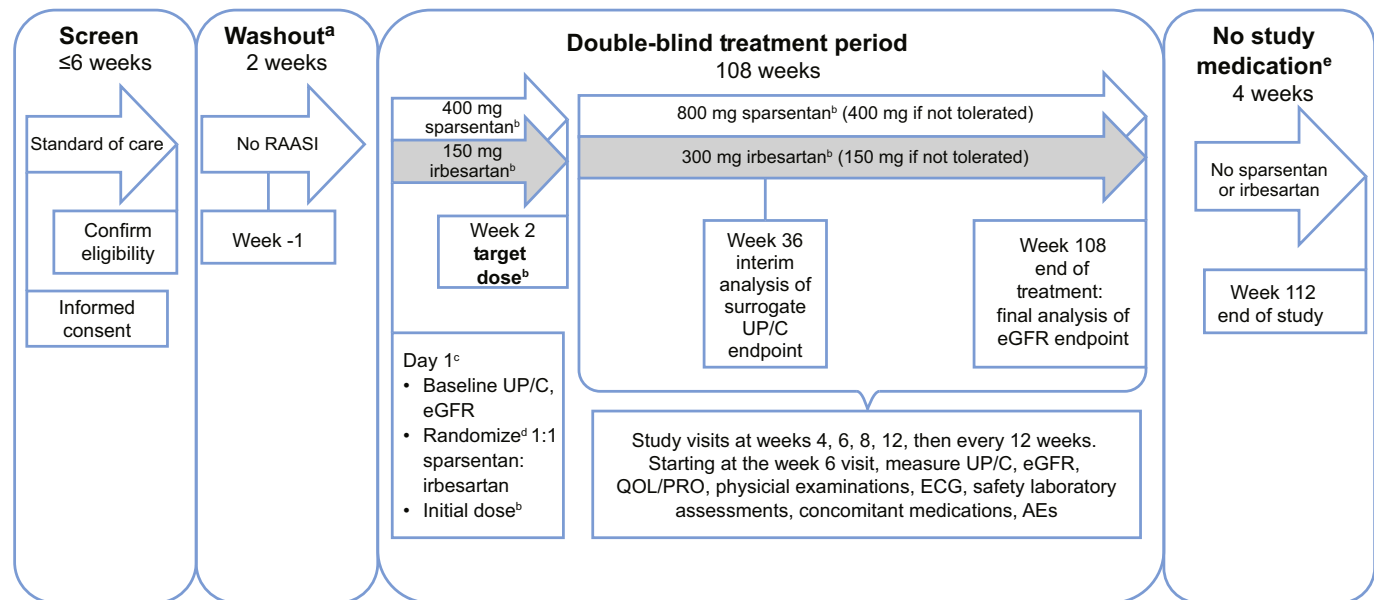 Screen
≤6 weeks
Standard of care
Confirm
eligibility
Informed
consent
Washoutᵃ
2 weeks
No RAASI
Week -1
Double-blind treatment period
108 weeks
400 mg
sparsentanᵇ
150 mg
irbesartanᵇ
800 mg sparsentanᵇ (400 mg if not tolerated)
300 mg irbesartanᵇ (150 mg if not tolerated)
Week 2
target
doseᵇ
Week 36
interim
analysis of
surrogate
UP/C
endpoint
Week 108
end of
treatment:
final analysis of
eGFR endpoint
Day 1ᶜ
• Baseline UP/C,
eGFR
• Randomizeᵈ 1:1
sparsentan:
irbesartan
• Initial doseᵇ
Study visits at weeks 4, 6, 8, 12, then every 12 weeks.
Starting at the week 6 visit, measure UP/C, eGFR,
QOL/PRO, physicial examinations, ECG, safety laboratory
assessments, concomitant medications, AEs
No study
medicationᵉ
4 weeks
No sparsentan
or irbesartan
Week 112
end of study